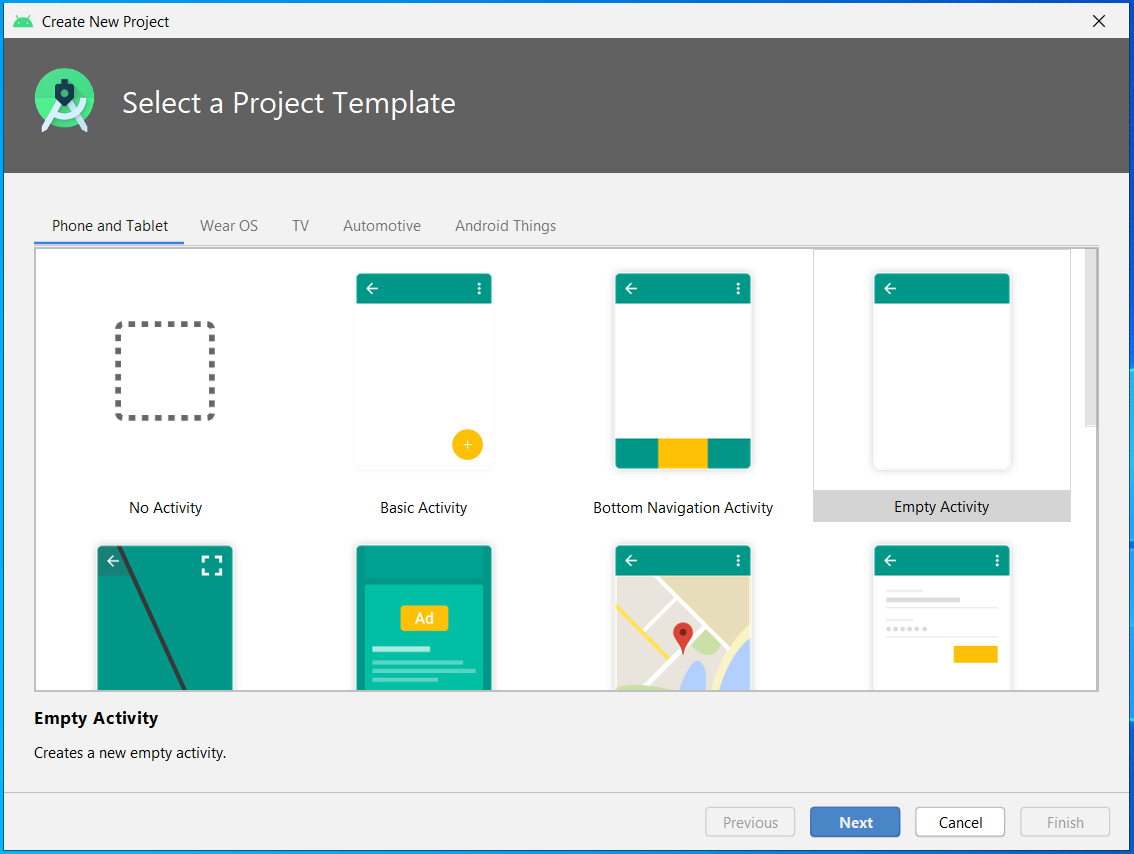 Create New Project
Select a Project Template
Phone and Tablet
Wear OS
TV
Automotive
Android Things
No Activity
Basic Activity
Bottom Navigation Activity
Empty Activity
Ad
Empty Activity
Creates a new empty activity.
Previous
Next
Cancel
Finish